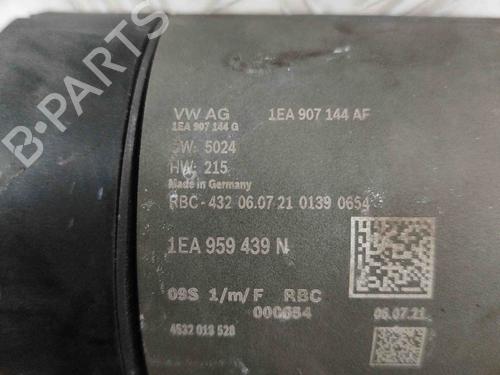 VW AG 1EA 907 144 AF
1EA 907 144 G
SW: 5024
HW: 215
Made in Germany
RBC-432 06.07.21 0139 0654
1EA 959 439 N
09S 1/m/F RBC
000654 06.07.21
4532 013 528
B-PARTS